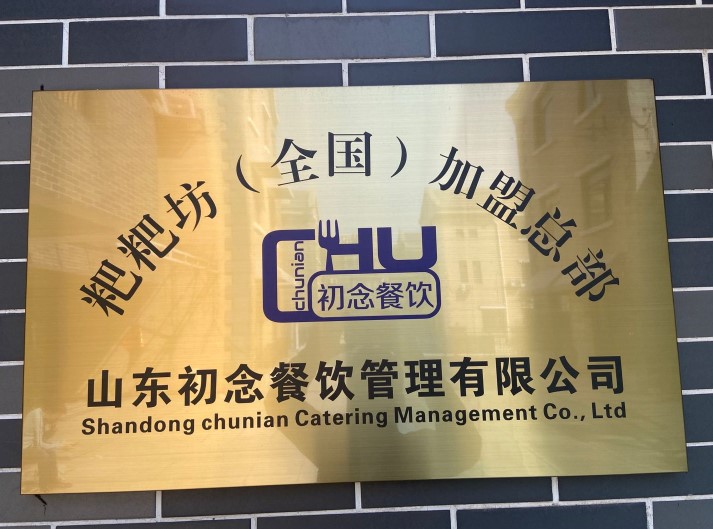 粑粑坊（全国）加盟总部
CHU
chunian
初念餐饮
山东初念餐饮管理有限公司
Shandong chunian Catering Management Co., Ltd